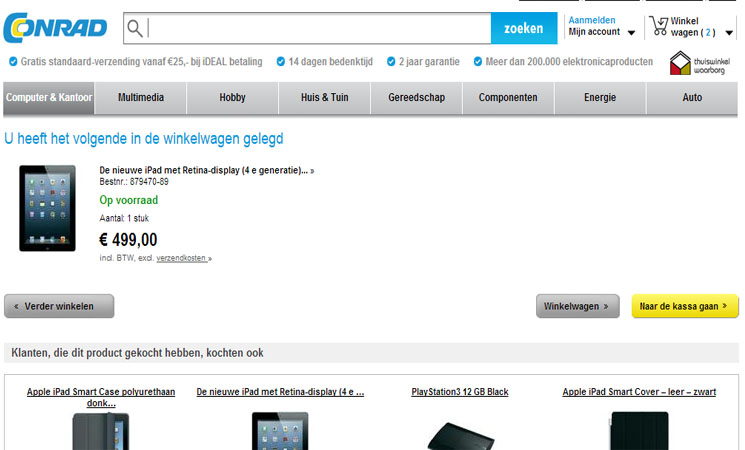 CONRAD
zoeken
Aanmelden
Mijn account
Winkel
wagen ( 2 )
Gratis standaard-verzending vanaf €25,- bij iDEAL betaling
14 dagen bedenktijd
2 jaar garantie
Meer dan 200.000 elektronicaproducten
thuiswinkel
waarborg
Computer & Kantoor
Multimedia
Hobby
Huis & Tuin
Gereedschap
Componenten
Energie
Auto
U heeft het volgende in de winkelwagen gelegd
De nieuwe iPad met Retina-display (4 e generatie)... »
Bestnr.: 879470-89
Op voorraad
Aantal: 1 stuk
€ 499,00
incl. BTW, excl. verzendkosten »
« Verder winkelen
Winkelwagen »
Naar de kassa gaan »
Klanten, die dit product gekocht hebben, kochten ook
Apple iPad Smart Case polyurethaan
donk...
De nieuwe iPad met Retina-display (4 e ...
PlayStation3 12 GB Black
Apple iPad Smart Cover – leer – zwart